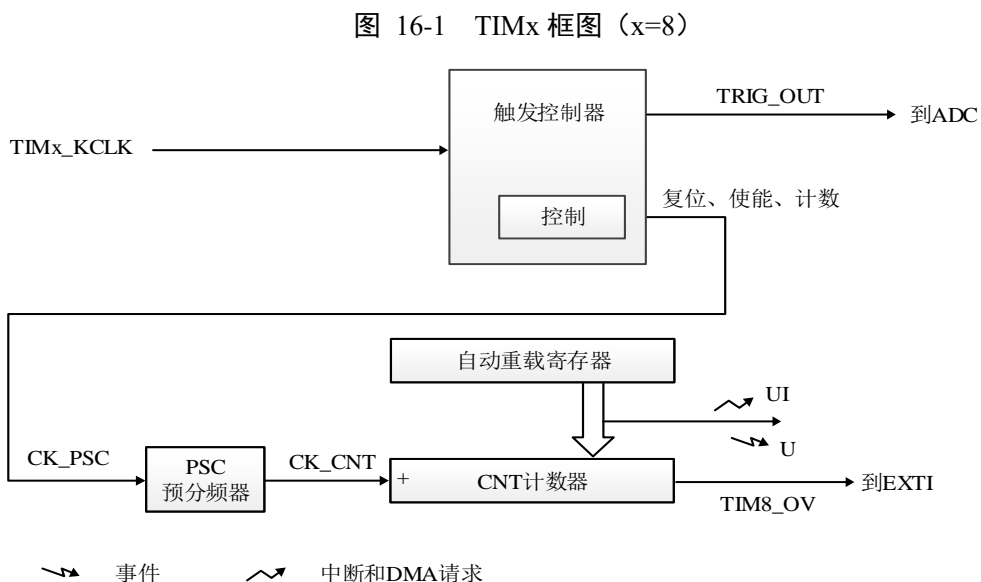 图 16-1 TIMx 框图（x=8）
触发控制器
TRIG_OUT
到ADC
TIMx_KCLK
复位、使能、计数
控制
自动重载寄存器
UI
U
CK_PSC
PSC
预分频器
CK_CNT
+
CNT计数器
到EXTI
TIM8_OV
事件
中断和DMA请求